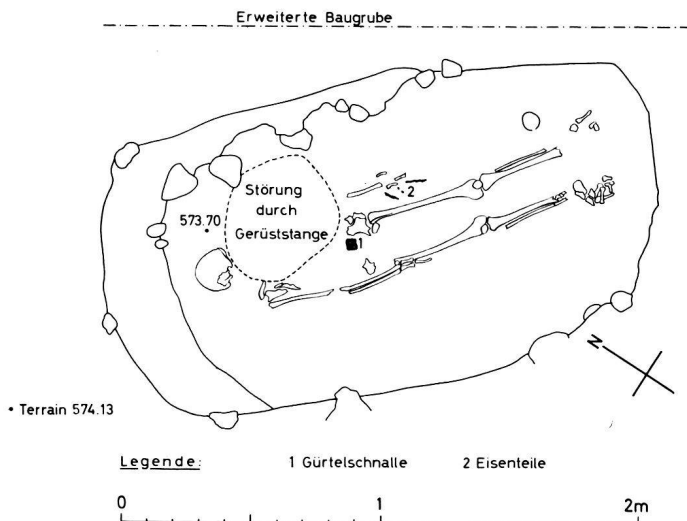 Erweiterte Baugrube
Störung
durch
Gerüststange
573.70
2
1
N
• Terrain 574.13
Legende: 1 Gürtelschnalle 2 Eisenteile
0 1 2m